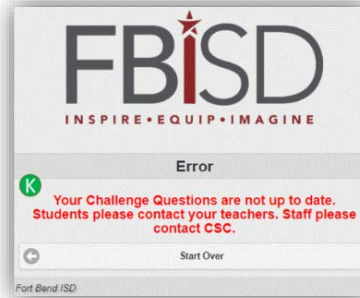 FBISD
INSPIRE•EQUIP•IMAGINE
Error
K
Your Challenge Questions are not up to date.
Students please contact your teachers. Staff please
contact CSC.
Start Over
Fort Bend ISD